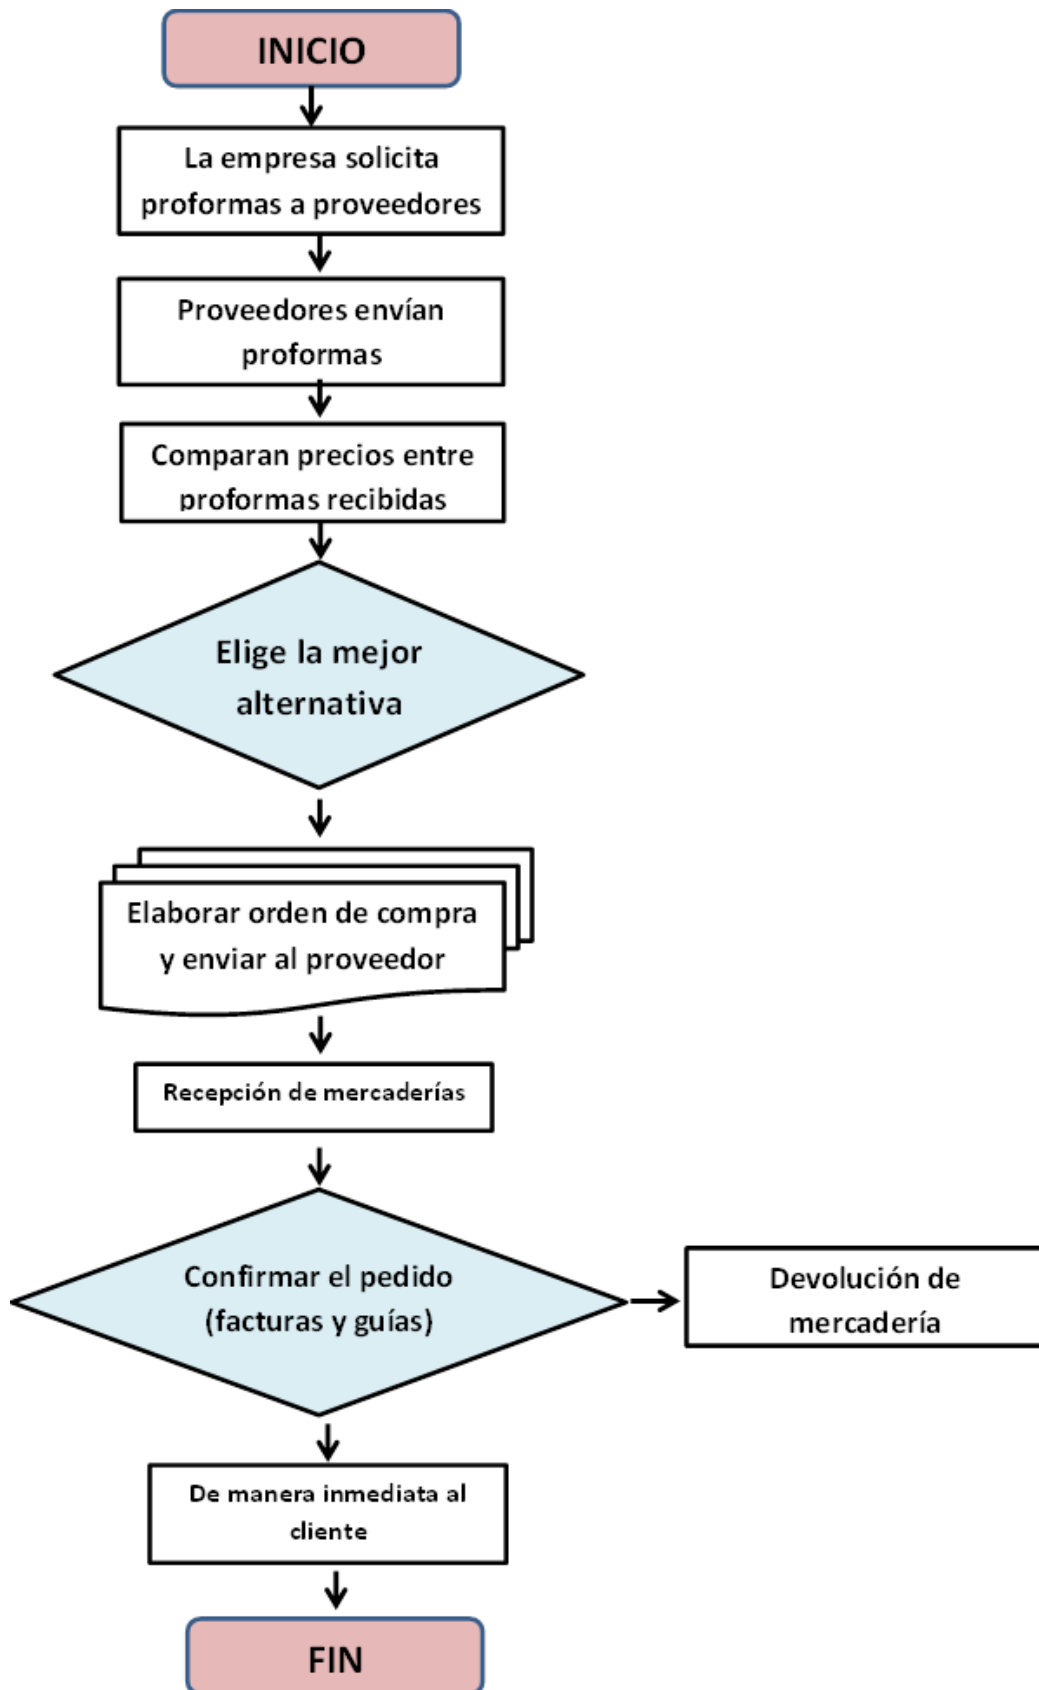 INICIO
La empresa solicita
proformas a proveedores
Proveedores envían
proformas
Comparan precios entre
proformas recibidas
Elige la mejor
alternativa
Elaborar orden de compra
y enviar al proveedor
Recepción de mercaderías
Confirmar el pedido
(facturas y guías)
Devolución de
mercadería
De manera inmediata al
cliente
FIN